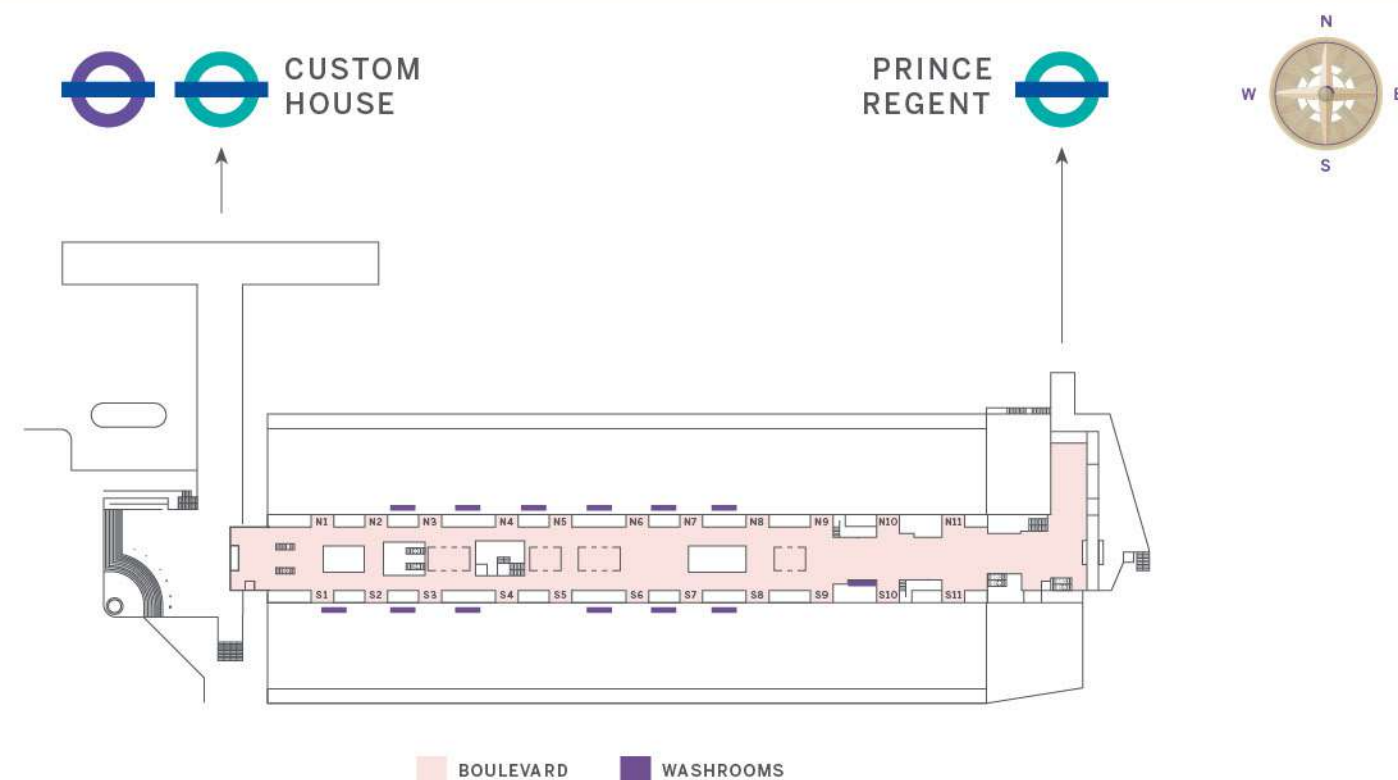 N
CUSTOM
HOUSE
PRINCE
REGENT
W
E
S
N1 N2 N3 N4 N5 N6 N7 N8 N9 N10 N11
S1 S2 S3 S4 S5 S6 S7 S8 S9 S10 S11
BOULEVARD WASHROOMS